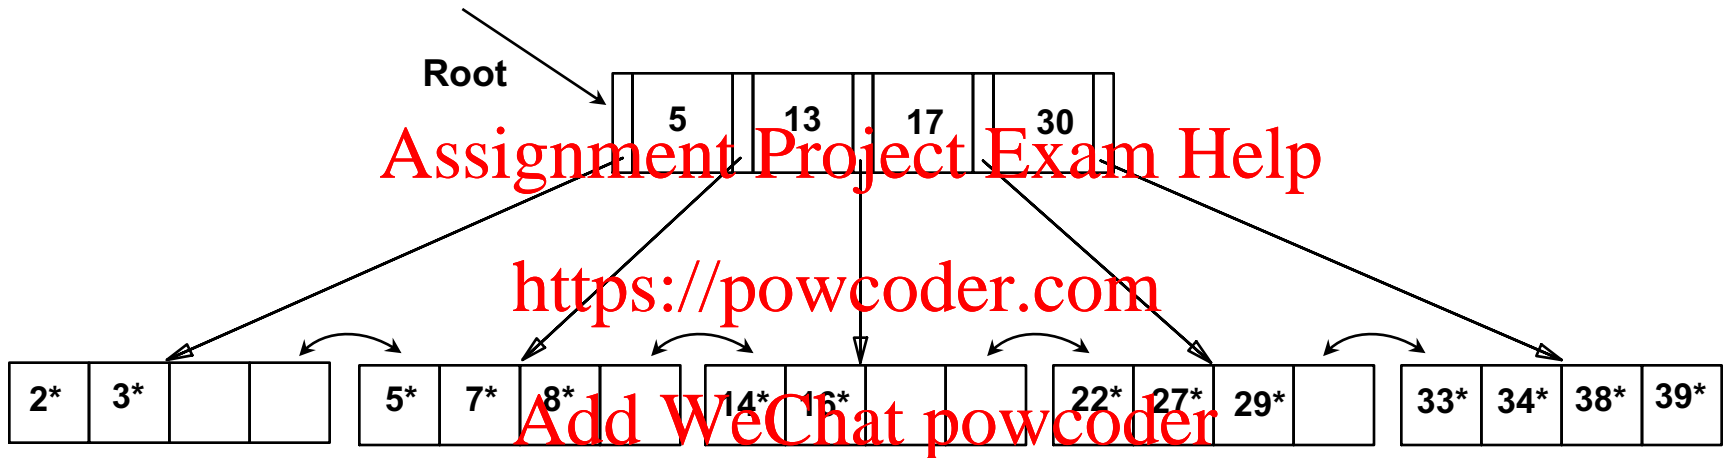 Root
5 13 17 30
Assignment Project Exam Help
https://powcoder.com
2* 3* 5* 7* 8* 14* 16* 22* 27* 29* 33* 34* 38* 39*
Add WeChat powcoder